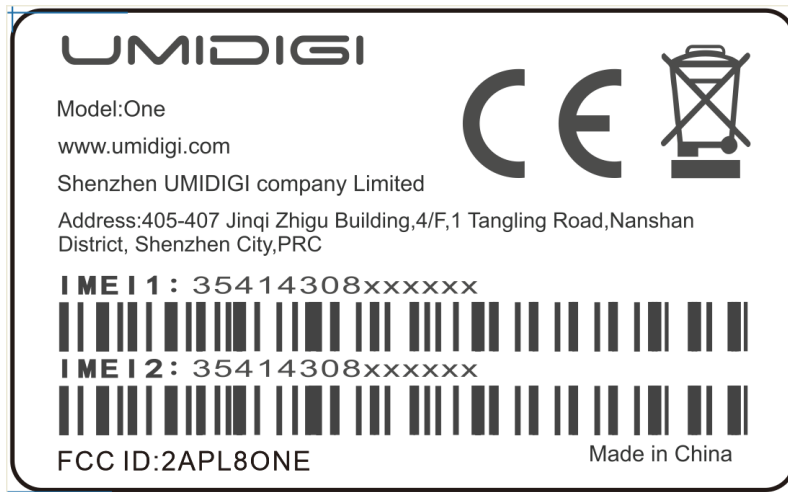 UMIDIGI
Model:One
www.umidigi.com
Shenzhen UMIDIGI company Limited
Address:405-407 Jinqi Zhigu Building,4/F,1 Tangling Road,Nanshan
District, Shenzhen City,PRC
IMEI1: 35414308xxxxxx
IMEI2: 35414308xxxxxx
FCC ID:2APL8ONE
Made in China